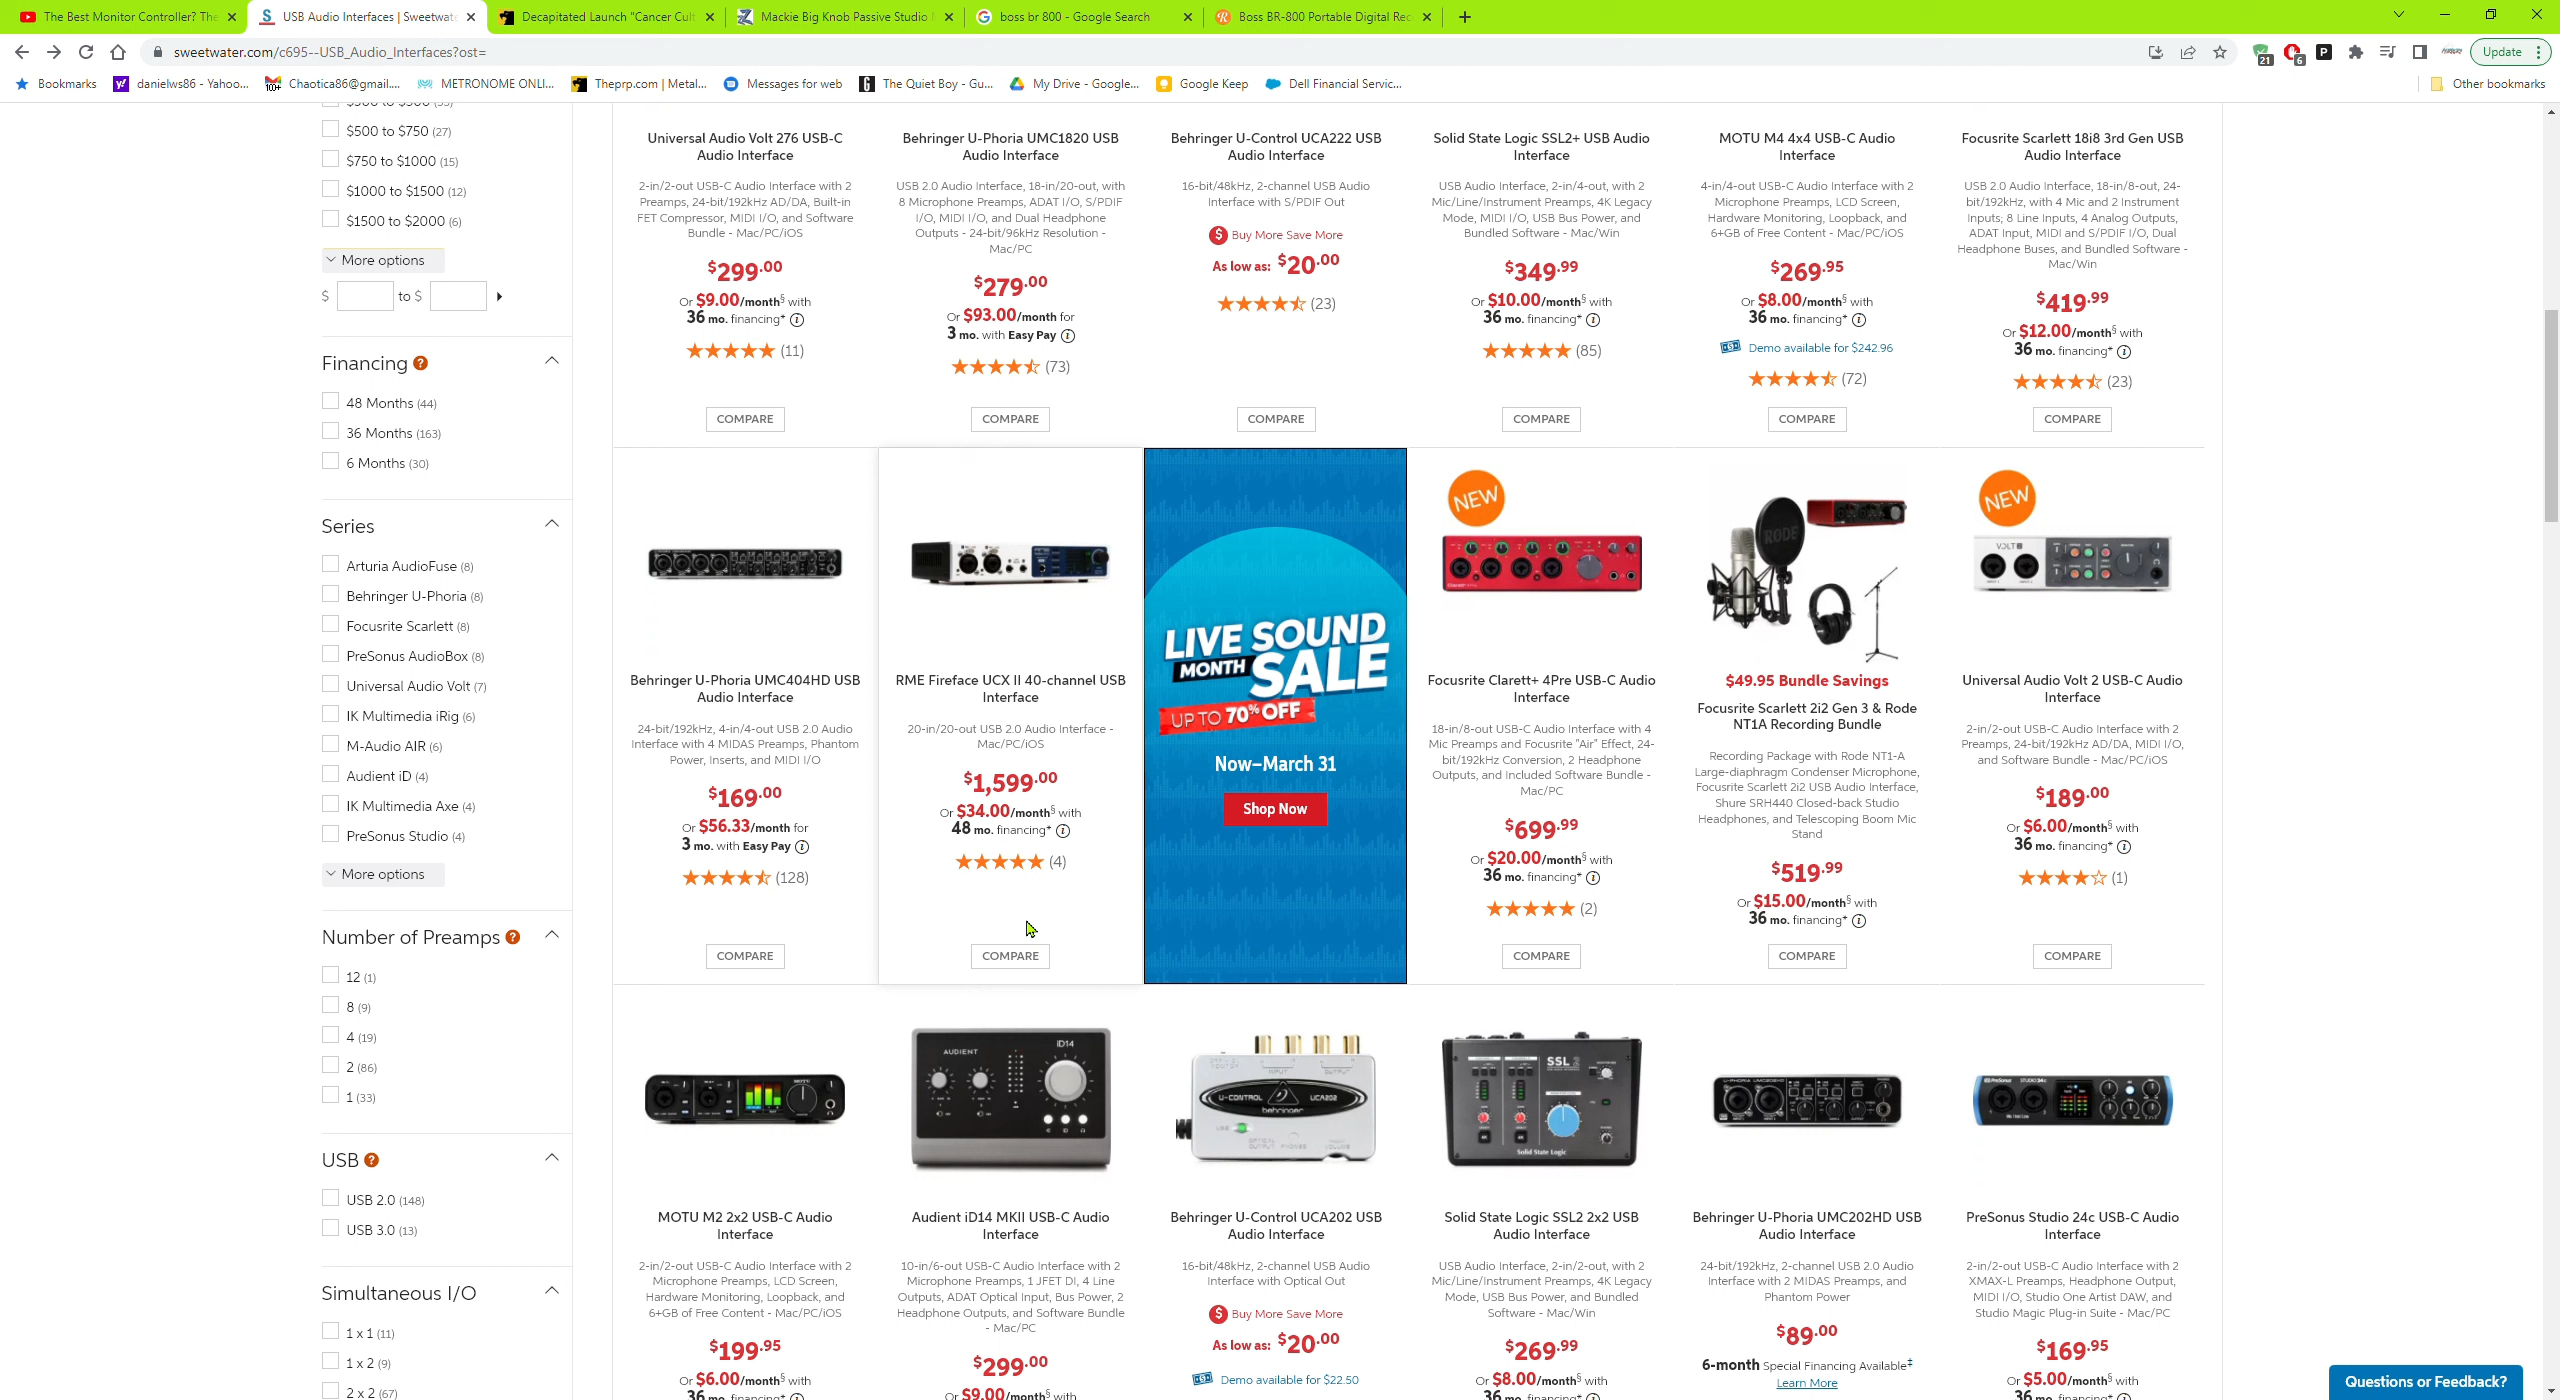 The Best Monitor Controller? The
USB Audio Interfaces | Sweetwate
Decapitated Launch "Cancer Cult
Mackie Big Knob Passive Studio
boss br 800 - Google Search
Boss BR-800 Portable Digital Rec
sweetwater.com/c695--USB_Audio_Interfaces?ost=
21
6
Update
Bookmarks
danielws86 - Yahoo...
Chaotica86@gmail....
METRONOME ONLI...
Theprp.com | Metal...
Messages for web
The Quiet Boy - Gu...
My Drive - Google...
Google Keep
Dell Financial Servic...
Other bookmarks
$500 to $750 (27)
$750 to $1000 (15)
$1000 to $1500 (12)
$1500 to $2000 (6)
More options
$ to $
Financing ?
48 Months (44)
36 Months (163)
6 Months (30)
Series
Arturia AudioFuse (8)
Behringer U-Phoria (8)
Focusrite Scarlett (8)
PreSonus AudioBox (8)
Universal Audio Volt (7)
IK Multimedia iRig (6)
M-Audio AIR (6)
Audient iD (4)
IK Multimedia Axe (4)
PreSonus Studio (4)
More options
Number of Preamps ?
12 (1)
8 (9)
4 (19)
2 (86)
1 (33)
USB ?
USB 2.0 (148)
USB 3.0 (13)
Simultaneous I/O
1 x 1 (11)
1 x 2 (9)
2 x 2 (67)
Universal Audio Volt 276 USB-C
Audio Interface
2-in/2-out USB-C Audio Interface with 2
Preamps, 24-bit/192kHz AD/DA, Built-in
FET Compressor, MIDI I/O, and Software
Bundle - Mac/PC/iOS
$299.00
Or $9.00/month§ with
36 mo. financing*
(11)
COMPARE
Behringer U-Phoria UMC1820 USB
Audio Interface
USB 2.0 Audio Interface, 18-in/20-out, with
8 Microphone Preamps, ADAT I/O, S/PDIF
I/O, MIDI I/O, and Dual Headphone
Outputs - 24-bit/96kHz Resolution -
Mac/PC
$279.00
Or $93.00/month for
3 mo. with Easy Pay
(73)
COMPARE
Behringer U-Control UCA222 USB
Audio Interface
16-bit/48kHz, 2-channel USB Audio
Interface with S/PDIF Out
$ Buy More Save More
As low as: $20.00
(23)
COMPARE
Solid State Logic SSL2+ USB Audio
Interface
USB Audio Interface, 2-in/4-out, with 2
Mic/Line/Instrument Preamps, 4K Legacy
Mode, MIDI I/O, USB Bus Power, and
Bundled Software - Mac/Win
$349.99
Or $10.00/month§ with
36 mo. financing*
(85)
COMPARE
MOTU M4 4x4 USB-C Audio
Interface
4-in/4-out USB-C Audio Interface with 2
Microphone Preamps, LCD Screen,
Hardware Monitoring, Loopback, and
6+GB of Free Content - Mac/PC/iOS
$269.95
Or $8.00/month§ with
36 mo. financing*
Demo available for $242.96
(72)
COMPARE
Focusrite Scarlett 18i8 3rd Gen USB
Audio Interface
USB 2.0 Audio Interface, 18-in/8-out, 24-
bit/192kHz, with 4 Mic and 2 Instrument
Inputs; 8 Line Inputs, 4 Analog Outputs,
ADAT Input, MIDI and S/PDIF I/O, Dual
Headphone Buses, and Bundled Software -
Mac/Win
$419.99
Or $12.00/month§ with
36 mo. financing*
(23)
COMPARE
Behringer U-Phoria UMC404HD USB
Audio Interface
24-bit/192kHz, 4-in/4-out USB 2.0 Audio
Interface with 4 MIDAS Preamps, Phantom
Power, Inserts, and MIDI I/O
$169.00
Or $56.33/month for
3 mo. with Easy Pay
(128)
COMPARE
RME Fireface UCX II 40-channel USB
Interface
20-in/20-out USB 2.0 Audio Interface -
Mac/PC/iOS
$1,599.00
Or $34.00/month§ with
48 mo. financing*
(4)
COMPARE
LIVE SOUND
MONTH SALE
UP TO 70% OFF
Now–March 31
Shop Now
NEW
Focusrite Clarett+ 4Pre USB-C Audio
Interface
18-in/8-out USB-C Audio Interface with 4
Mic Preamps and Focusrite "Air" Effect, 24-
bit/192kHz Conversion, 2 Headphone
Outputs, and Included Software Bundle -
Mac/PC
$699.99
Or $20.00/month§ with
36 mo. financing*
(2)
COMPARE
RODE
$49.95 Bundle Savings
Focusrite Scarlett 2i2 Gen 3 & Rode
NT1A Recording Bundle
Recording Package with Rode NT1-A
Large-diaphragm Condenser Microphone,
Focusrite Scarlett 2i2 USB Audio Interface,
Shure SRH440 Closed-back Studio
Headphones, and Telescoping Boom Mic
Stand
$519.99
Or $15.00/month§ with
36 mo. financing*
COMPARE
NEW
VOLT 2
Universal Audio Volt 2 USB-C Audio
Interface
2-in/2-out USB-C Audio Interface with 2
Preamps, 24-bit/192kHz AD/DA, MIDI I/O,
and Software Bundle - Mac/PC/iOS
$189.00
Or $6.00/month§ with
36 mo. financing*
(1)
COMPARE
MOTU
MOTU M2 2x2 USB-C Audio
Interface
2-in/2-out USB-C Audio Interface with 2
Microphone Preamps, LCD Screen,
Hardware Monitoring, Loopback, and
6+GB of Free Content - Mac/PC/iOS
$199.95
Or $6.00/month§ with
36 mo. financing*
AUDIENT
iD14
Audient iD14 MKII USB-C Audio
Interface
10-in/6-out USB-C Audio Interface with 2
Microphone Preamps, 1 JFET DI, 4 Line
Outputs, ADAT Optical Input, Bus Power, 2
Headphone Outputs, and Software Bundle
- Mac/PC
$299.00
Or $9.00/month§ with
INPUT
OUTPUT
U-CONTROL UCA202
behringer
OPTICAL OUTPUT PHONES VOLUME
Behringer U-Control UCA202 USB
Audio Interface
16-bit/48kHz, 2-channel USB Audio
Interface with Optical Out
$ Buy More Save More
As low as: $20.00
Demo available for $22.50
SSL 2
Solid State Logic
Solid State Logic SSL2 2x2 USB
Audio Interface
USB Audio Interface, 2-in/2-out, with 2
Mic/Line/Instrument Preamps, 4K Legacy
Mode, USB Bus Power, and Bundled
Software - Mac/Win
$269.99
Or $8.00/month§ with
36 mo. financing*
U-PHORIA UMC202HD
Behringer U-Phoria UMC202HD USB
Audio Interface
24-bit/192kHz, 2-channel USB 2.0 Audio
Interface with 2 MIDAS Preamps, and
Phantom Power
$89.00
6-month Special Financing Available‡
Learn More
PreSonus STUDIO 24c
PreSonus Studio 24c USB-C Audio
Interface
2-in/2-out USB-C Audio Interface with 2
XMAX-L Preamps, Headphone Output,
MIDI I/O, Studio One Artist DAW, and
Studio Magic Plug-in Suite - Mac/PC
$169.95
Or $5.00/month§ with
36 mo. financing*
Questions or Feedback?